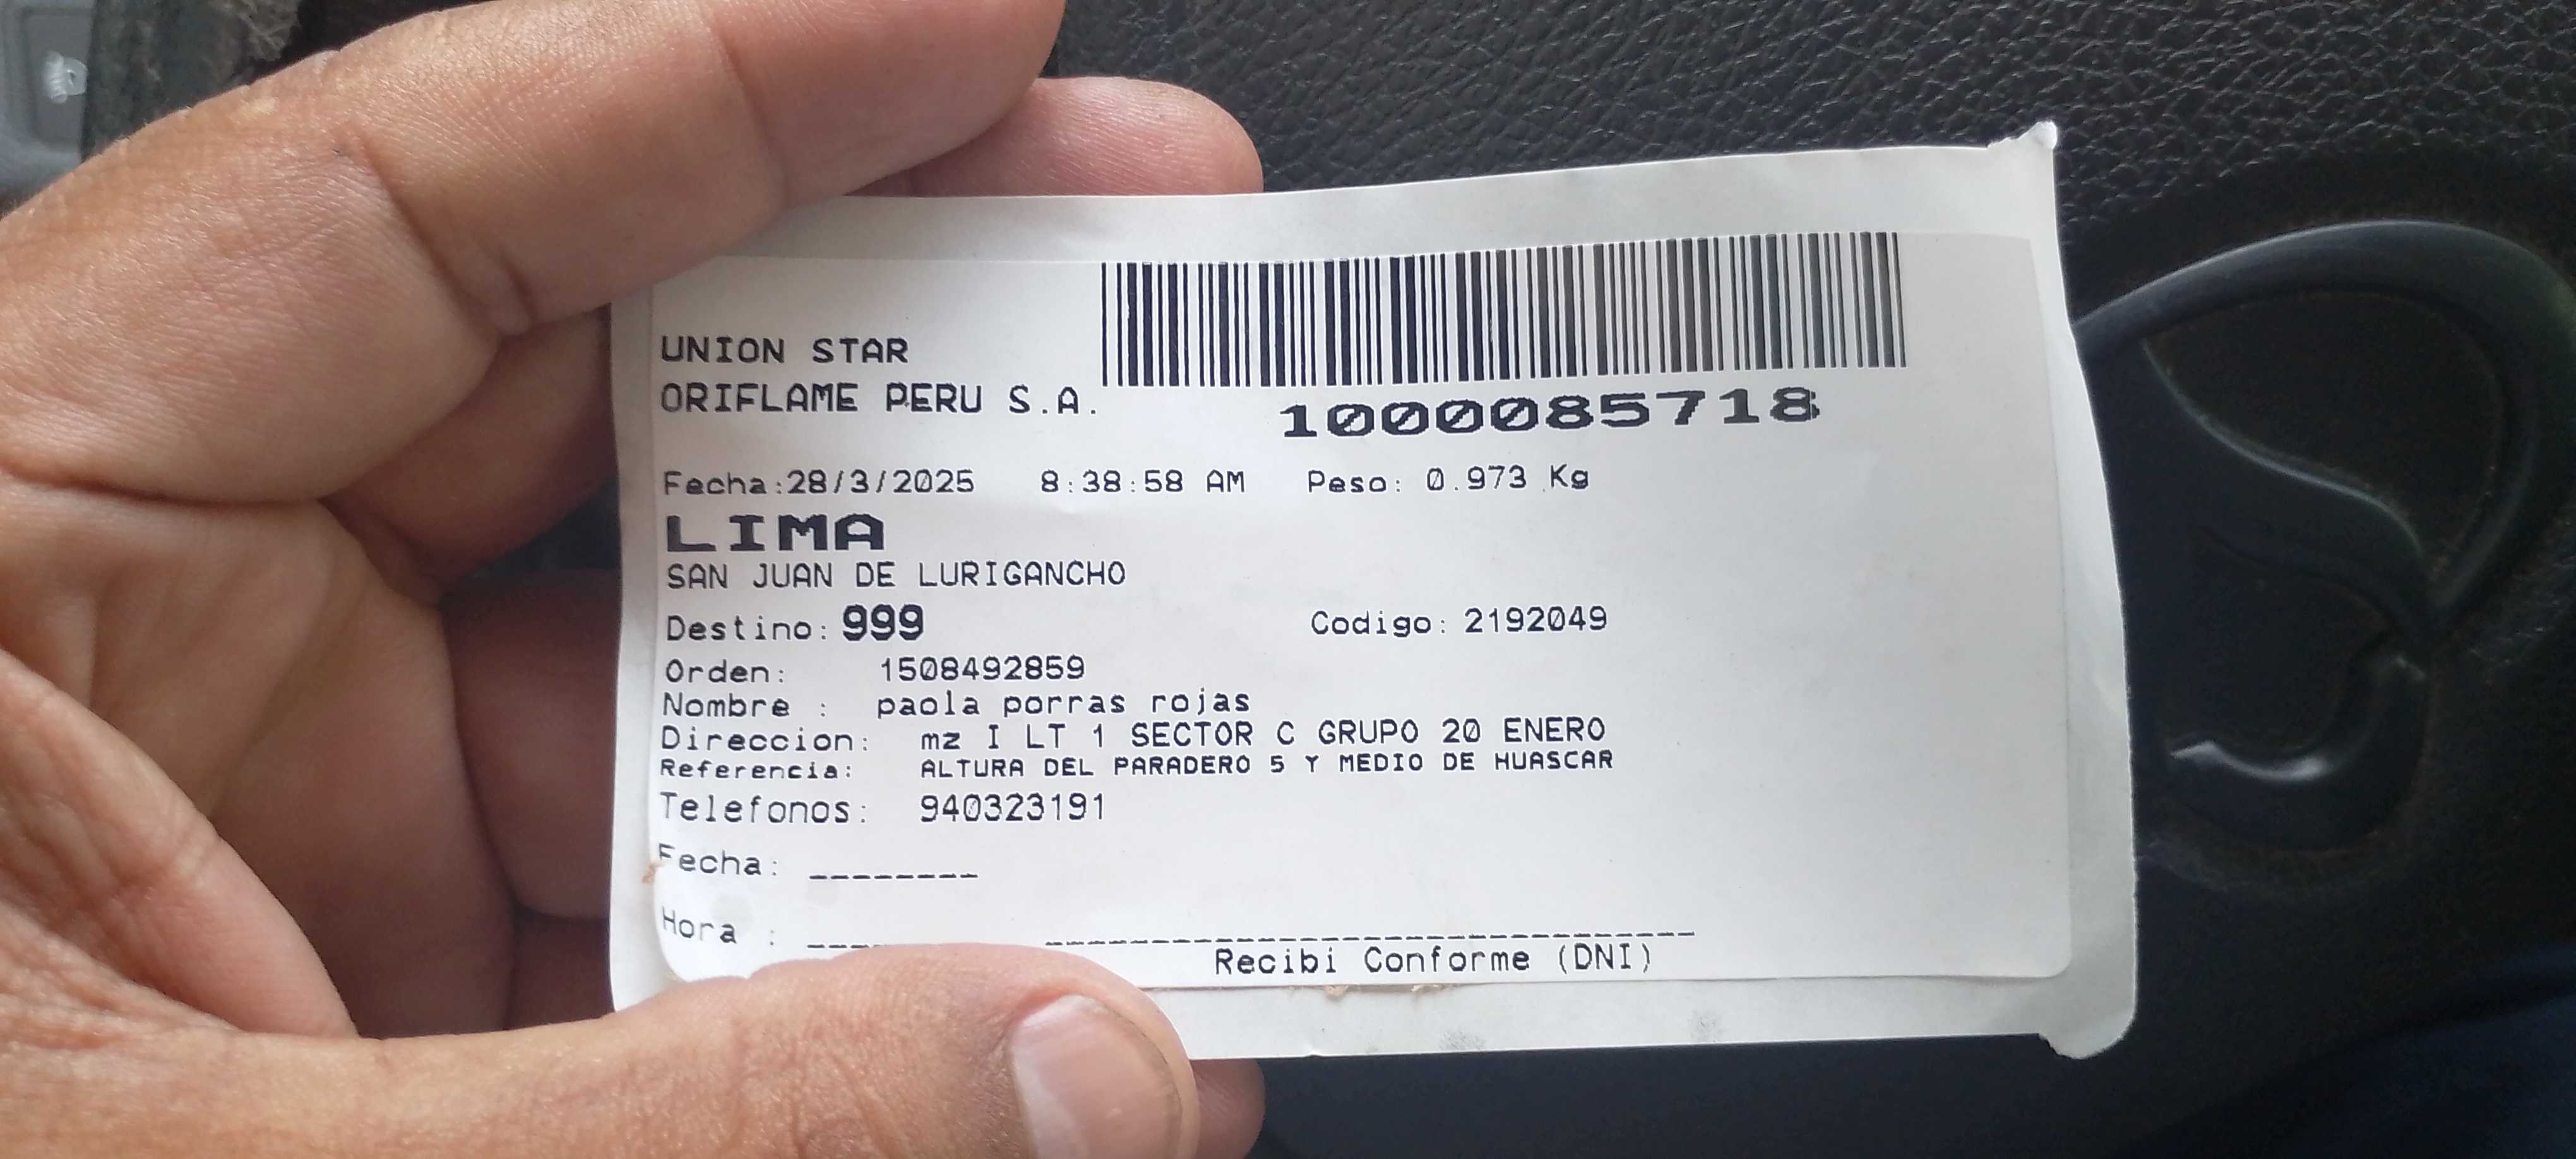 UNION STAR
ORIFLAME PERU S.A.
1000085718
Fecha:28/3/2025 8:38:58 AM Peso: 0.973 Kg
LIMA
SAN JUAN DE LURIGANCHO
Destino: 999 Codigo: 2192049
Orden: 1508492859
Nombre : paola porras rojas
Direccion: mz I LT 1 SECTOR C GRUPO 20 ENERO
Referencia: ALTURA DEL PARADERO 5 Y MEDIO DE HUASCAR
Telefonos: 940323191
Fecha: ________
Hora : ____ ______________________________
Recibi Conforme (DNI)